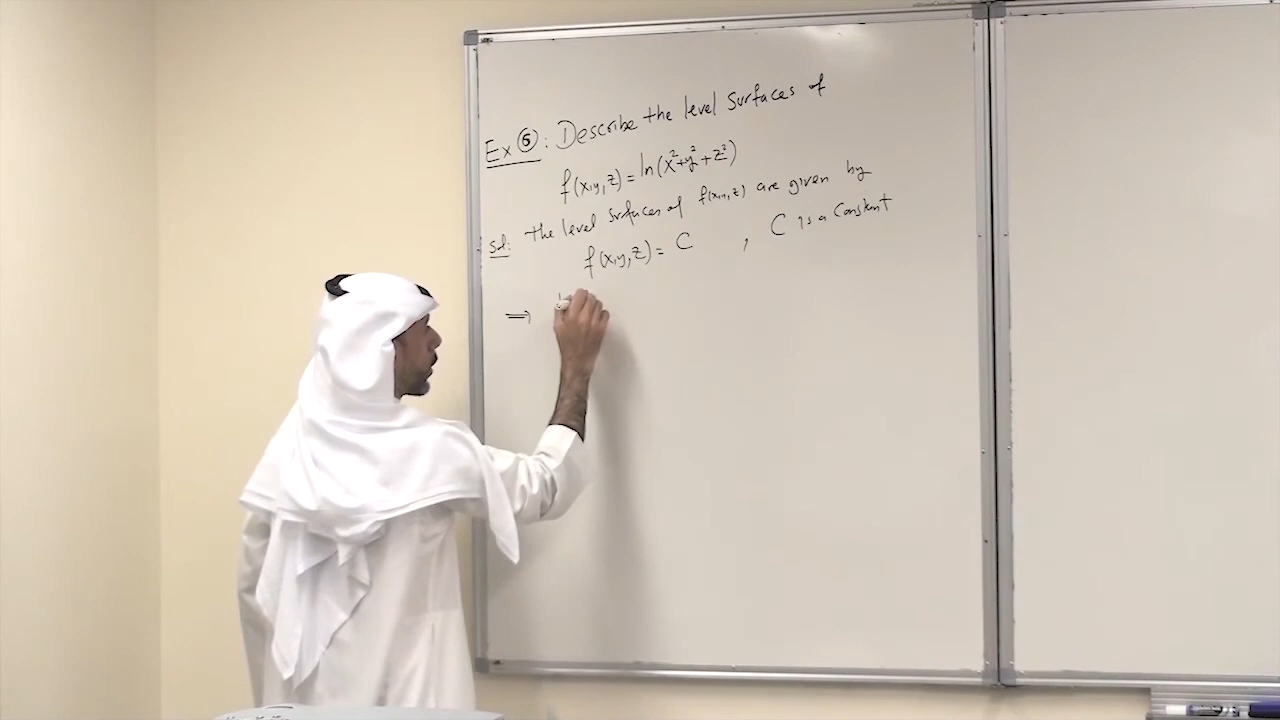 Ex ⑤: Describe the level surfaces of
f(x,y,z) = ln(x²+y²+z²)
Sol: The level surfaces of f(x,y,z) are given by
f(x,y,z) = C , C is a constant
⟹